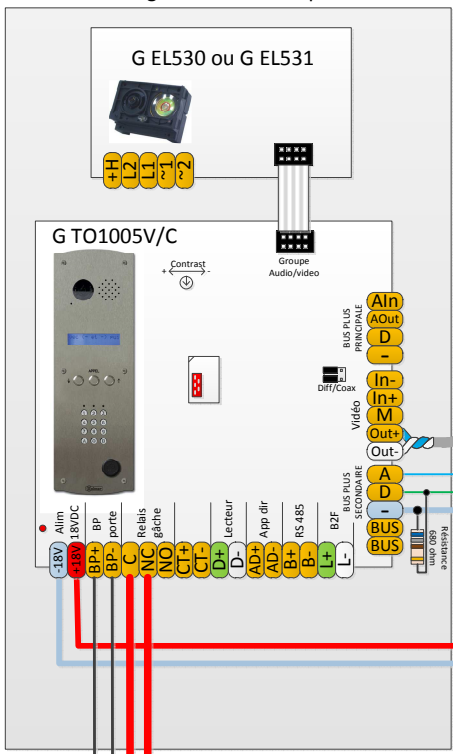 G EL530 ou G EL531
+H
L2
L1
~1
~2
G TO1005V/C
Contrast
+ -
Groupe
Audio/video
APPEL
Diff/Coax
BUS PLUS
PRINCIPALE
AIn
AOut
D
-
Vidéo
In-
In+
M
Out+
Out-
BUS PLUS
SECONDAIRE
A
D
-
BUS
BUS
Résistance
680 ohm
Alim
18VDC
BP
porte
Relais
gâche
Lecteur
App dir
RS 485
B2F
-18V
+18V
BP+
BP-
C
NC
NO
CT+
CT-
D+
D-
AD+
AD-
B+
B-
L+
L-